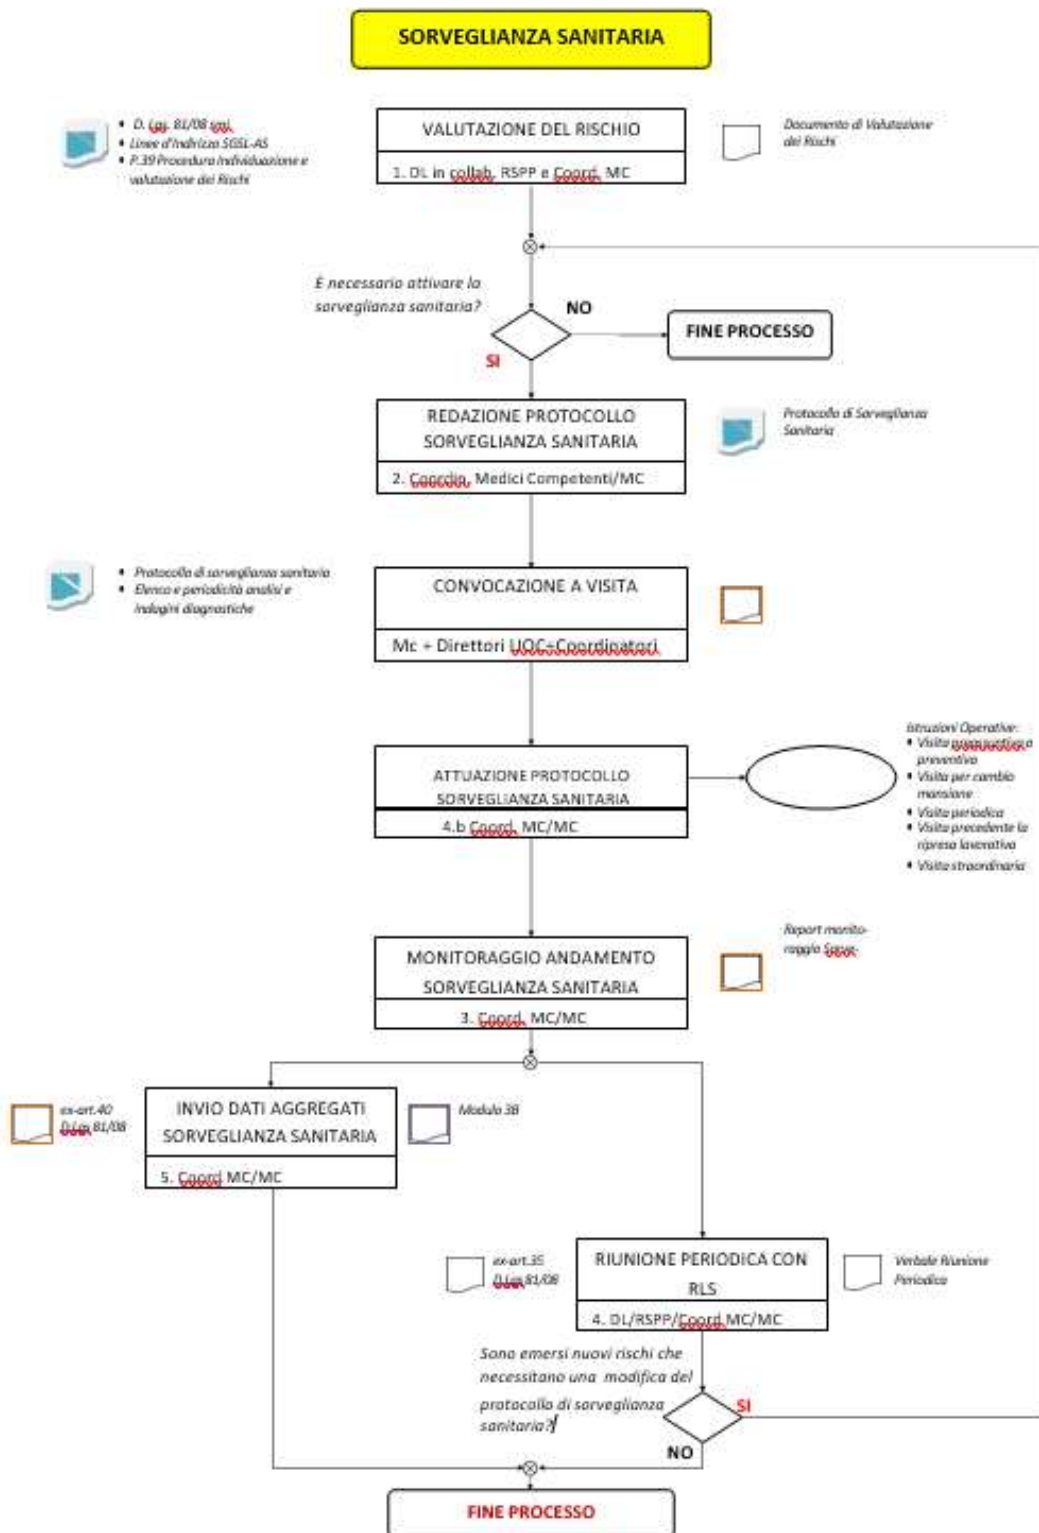 SORVEGLIANZA SANITARIA
D. Lgs. 81/08 smi
Linee d'Indirizzo SGSL-AS
P.39 Procedura Individuazione e
valutazione dei Rischi
VALUTAZIONE DEL RISCHIO
1. DL in collab. RSPP e Coord. MC
Documento di Valutazione
dei Rischi
È necessario attivare la
sorveglianza sanitaria?
NO
FINE PROCESSO
SI
REDAZIONE PROTOCOLLO
SORVEGLIANZA SANITARIA
2. Coordin. Medici Competenti/MC
Protocollo di Sorveglianza
Sanitaria
Protocollo di sorveglianza sanitaria
Elenco e periodicità analisi e
indagini diagnostiche
CONVOCAZIONE A VISITA
Mc + Direttori UOC+Coordinatori
ATTUAZIONE PROTOCOLLO
SORVEGLIANZA SANITARIA
4.b Coord. MC/MC
Istruzioni Operative:
Visita preassuntiva o
preventiva
Visita per cambio
mansione
Visita periodica
Visita precedente la
ripresa lavorativa
Visita straordinaria
MONITORAGGIO ANDAMENTO
SORVEGLIANZA SANITARIA
3. Coord. MC/MC
Report monito-
raggio Sorve-
ex-art.40
D.Lgs 81/08
INVIO DATI AGGREGATI
SORVEGLIANZA SANITARIA
5. Coord MC/MC
Modulo 3B
ex-art.35
D.Lgs 81/08
RIUNIONE PERIODICA CON
RLS
4. DL/RSPP/Coord MC/MC
Verbale Riunione
Periodica
Sono emersi nuovi rischi che
necessitano una modifica del
protocollo di sorveglianza
sanitaria?
SI
NO
FINE PROCESSO